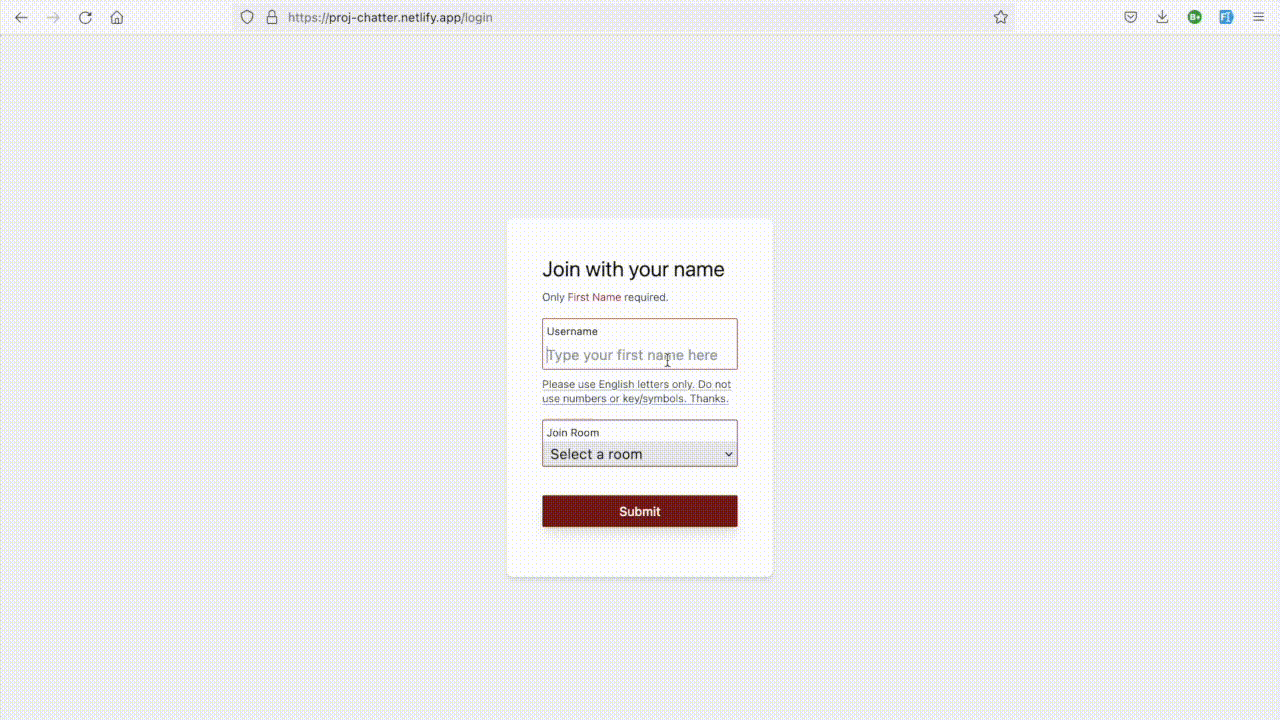 https://proj-chatter.netlify.app/login
B+
Join with your name
Only First Name required.
Username
Type your first name here
Please use English letters only. Do not
use numbers or key/symbols. Thanks.
Join Room
Select a room
Submit